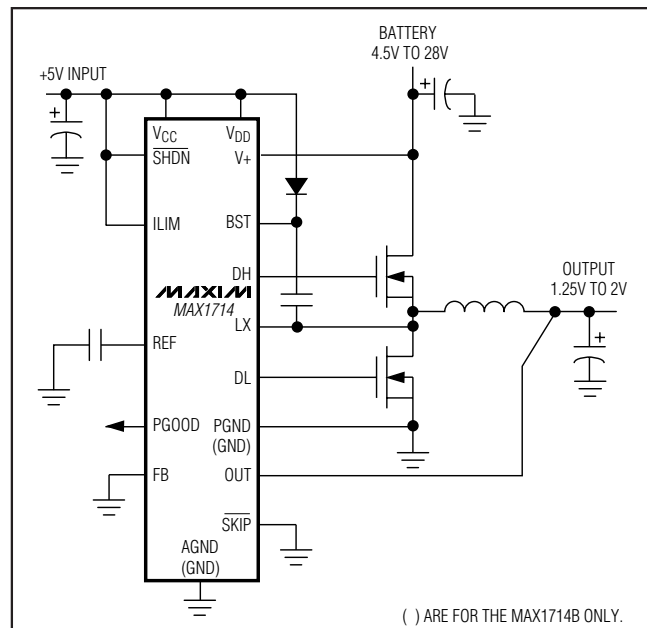 BATTERY
4.5V TO 28V
+5V INPUT
+
+
VCC
VDD
SHDN
V+
ILIM
BST
DH
MAXIM
MAX1714
OUTPUT
1.25V TO 2V
LX
+
REF
DL
PGOOD
PGND
(GND)
FB
OUT
SKIP
AGND
(GND)
( ) ARE FOR THE MAX1714B ONLY.